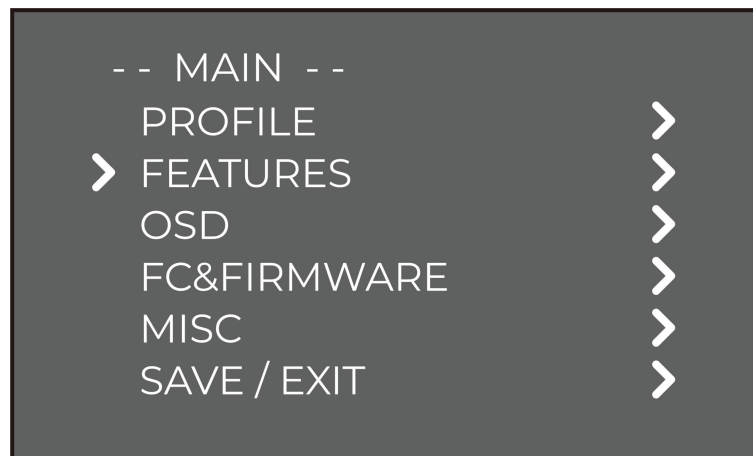 -- MAIN --
PROFILE >
> FEATURES >
OSD >
FC&FIRMWARE >
MISC >
SAVE / EXIT >